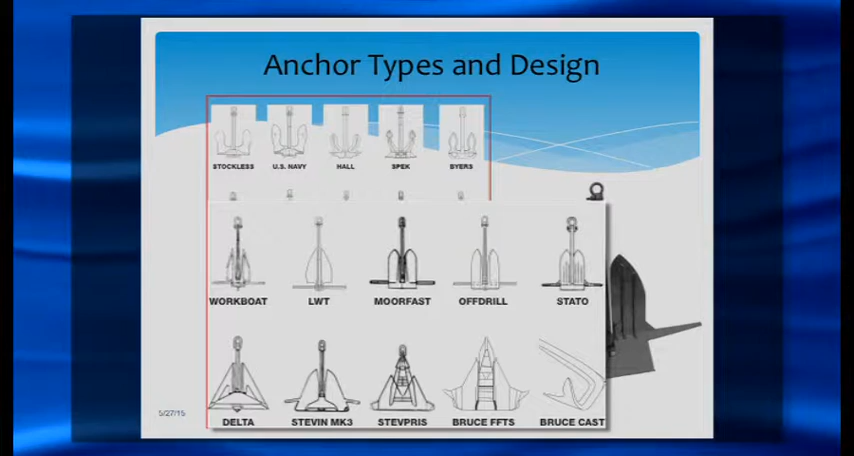 Anchor Types and Design
STOCKLESS U.S. NAVY HALL SPEK BYERS
WORKBOAT LWT MOORFAST OFFDRILL STATO
DELTA STEVIN MK3 STEVPRIS BRUCE FFTS BRUCE CAST
5/27/15